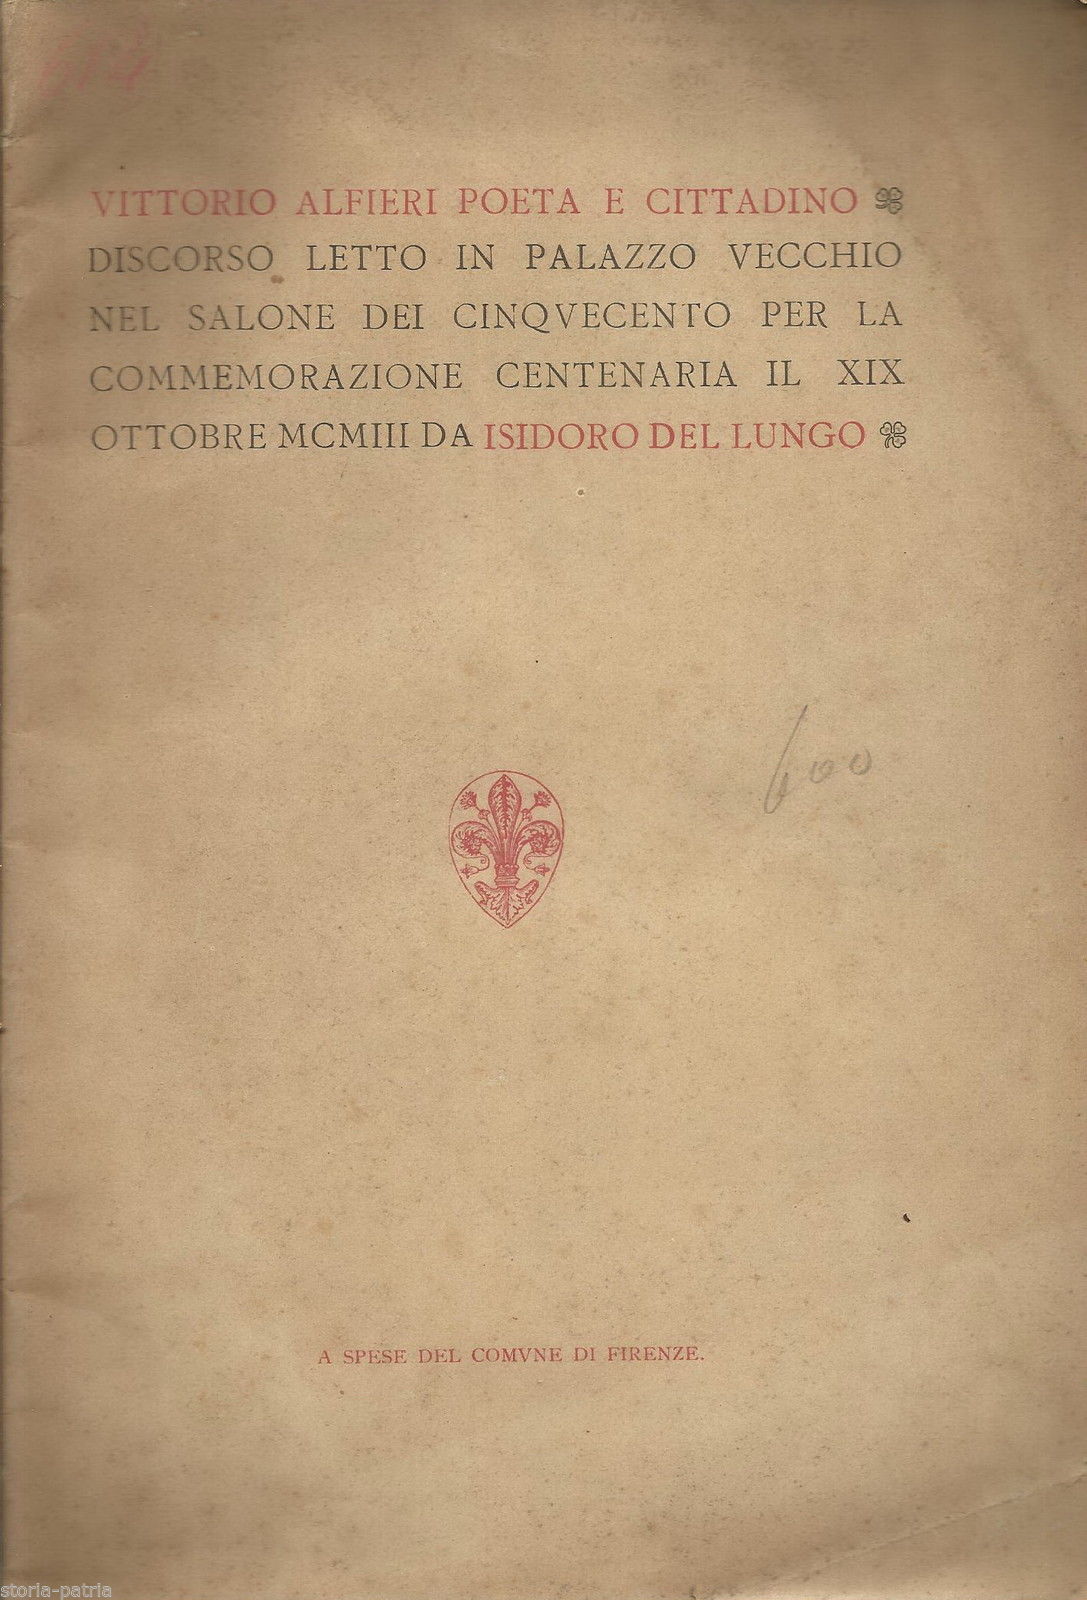 VITTORIO ALFIERI POETA E CITTADINO
DISCORSO LETTO IN PALAZZO VECCHIO
NEL SALONE DEI CINQVECENTO PER LA
COMMEMORAZIONE CENTENARIA IL XIX
OTTOBRE MCMIII DA ISIDORO DEL LUNGO
600
A SPESE DEL COMVNE DI FIRENZE.
storia-patria